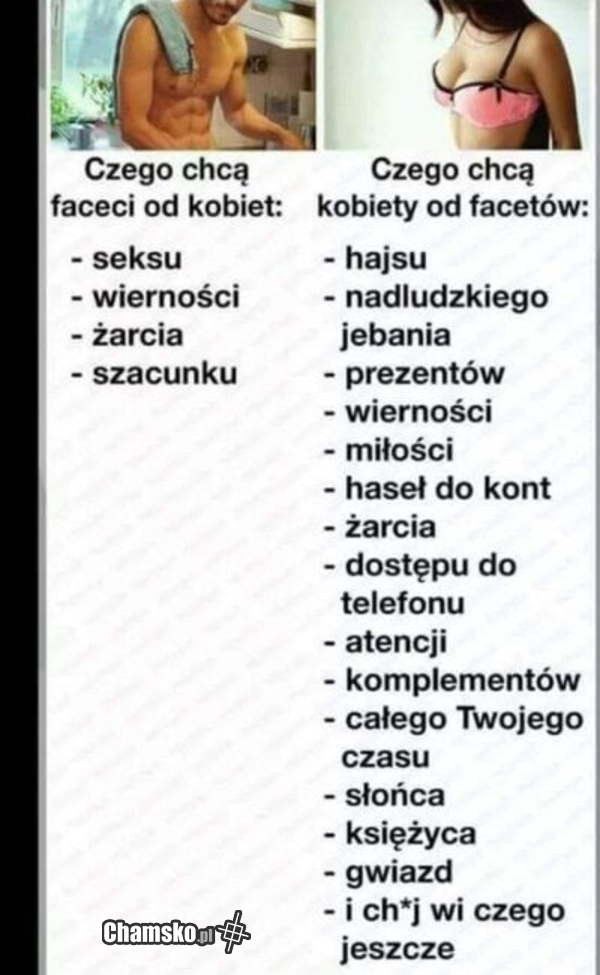 Czego chcą
faceci od kobiet:
- seksu
- wierności
- żarcia
- szacunku
Czego chcą
kobiety od facetów:
- hajsu
- nadludzkiego
jebania
- prezentów
- wierności
- miłości
- haseł do kont
- żarcia
- dostępu do
telefonu
- atencji
- komplementów
- całego Twojego
czasu
- słońca
- księżyca
- gwiazd
- i ch*j wi czego
jeszcze
Chamsko.pl